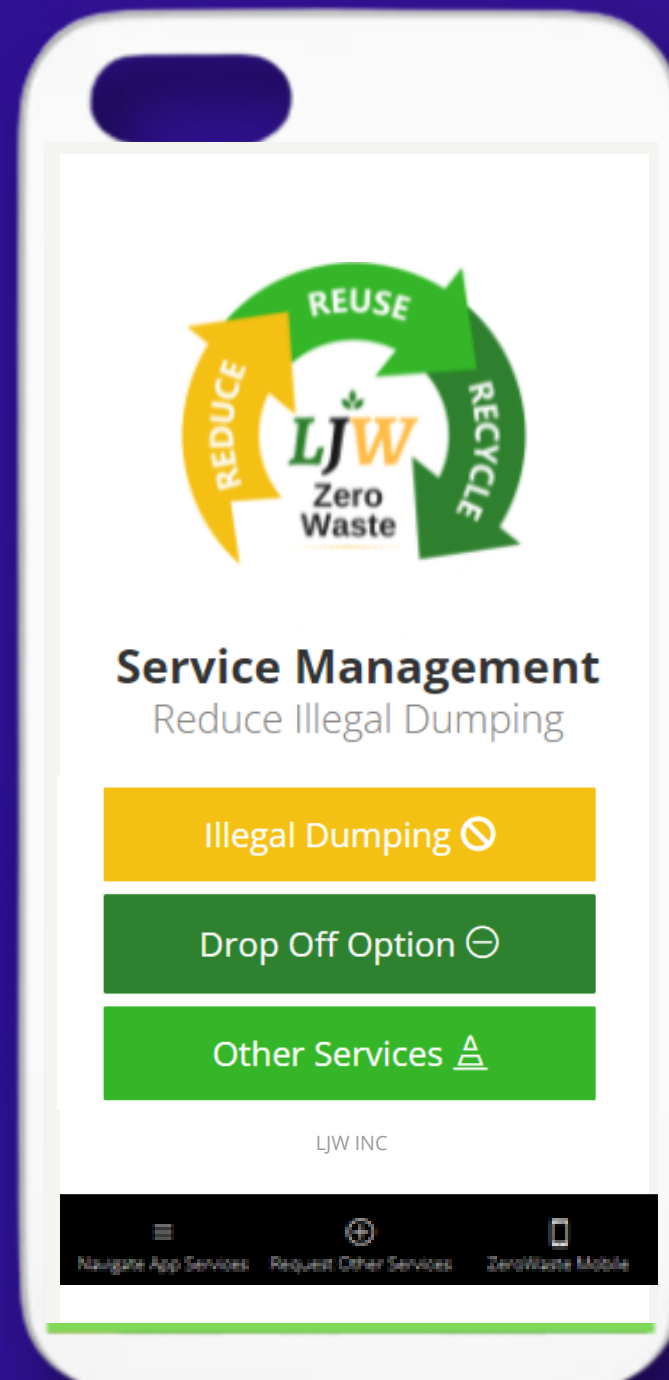 REDUCE
REUSE
RECYCLE
LJW
Zero
Waste
Service Management
Reduce Illegal Dumping
Illegal Dumping
Drop Off Option
Other Services
LJW INC
Navigate App Services Request Other Services ZeroWaste Mobile